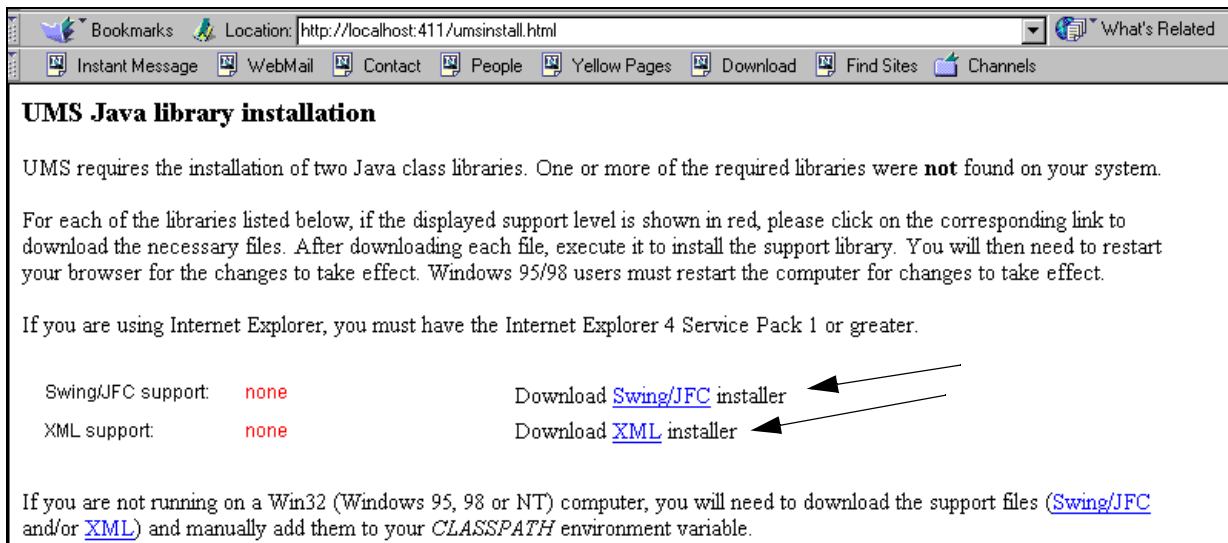 Bookmarks Location: http://localhost:411/umsinstall.html What's Related
Instant Message WebMail Contact People Yellow Pages Download Find Sites Channels
UMS Java library installation
UMS requires the installation of two Java class libraries. One or more of the required libraries were not found on your system.
For each of the libraries listed below, if the displayed support level is shown in red, please click on the corresponding link to
download the necessary files. After downloading each file, execute it to install the support library. You will then need to restart
your browser for the changes to take effect. Windows 95/98 users must restart the computer for changes to take effect.
If you are using Internet Explorer, you must have the Internet Explorer 4 Service Pack 1 or greater.
Swing/JFC support: none Download Swing/JFC installer
XML support: none Download XML installer
If you are not running on a Win32 (Windows 95, 98 or NT) computer, you will need to download the support files (Swing/JFC
and/or XML) and manually add them to your CLASSPATH environment variable.